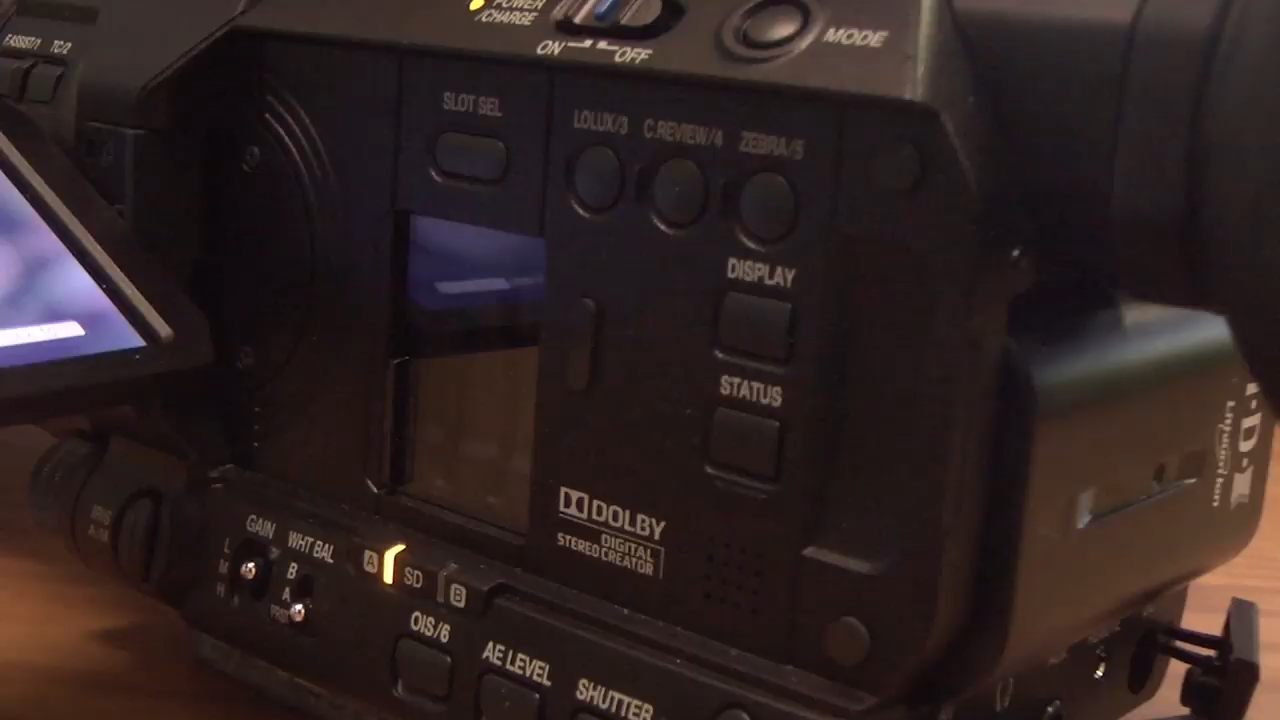 POWER
/CHARGE
ON
OFF
MODE
F.ASSIST/1 TC/2
SLOT SEL
LOLUX/3 C.REVIEW/4 ZEBRA/5
DISPLAY
STATUS
DOLBY
DIGITAL
STEREO CREATOR
GAIN
L
M
H
WHT BAL
B
A
PRST
A
SD
B
OIS/6
AE LEVEL
SHUTTER